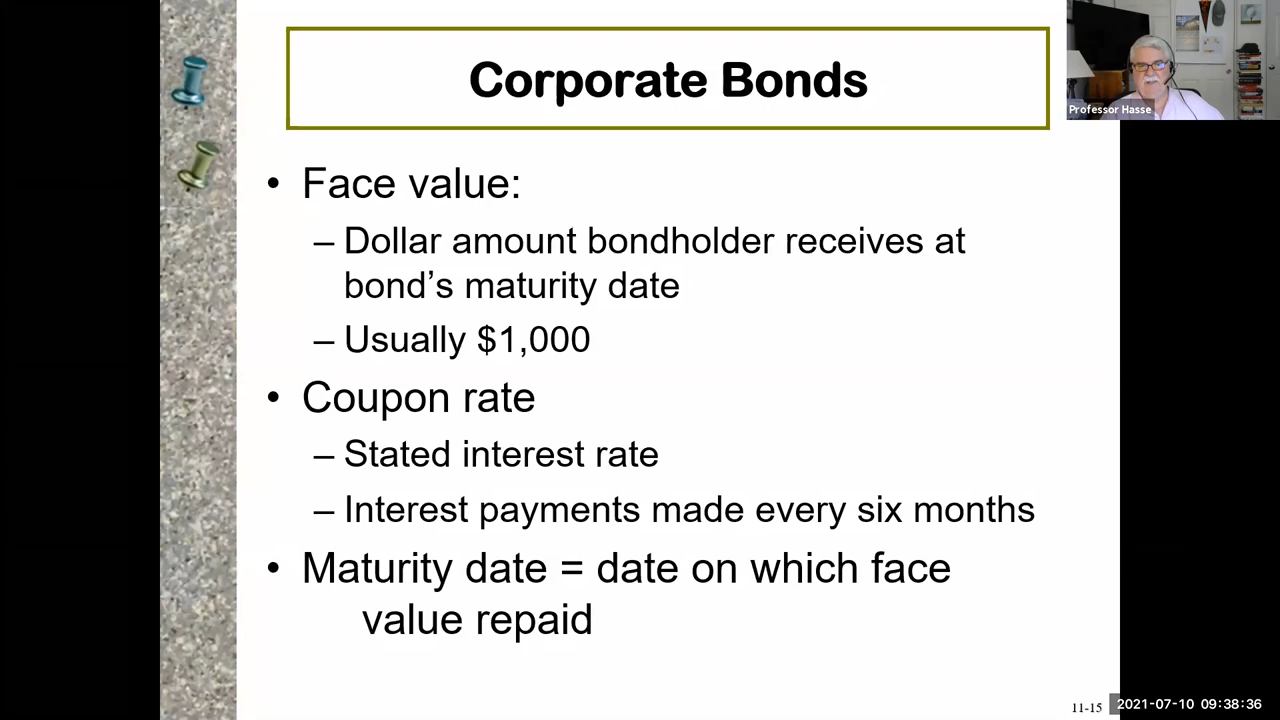 Corporate Bonds
Professor Hasse
• Face value:
– Dollar amount bondholder receives at
bond’s maturity date
– Usually $1,000
• Coupon rate
– Stated interest rate
– Interest payments made every six months
• Maturity date = date on which face
value repaid
11-15
2021-07-10 09:38:36